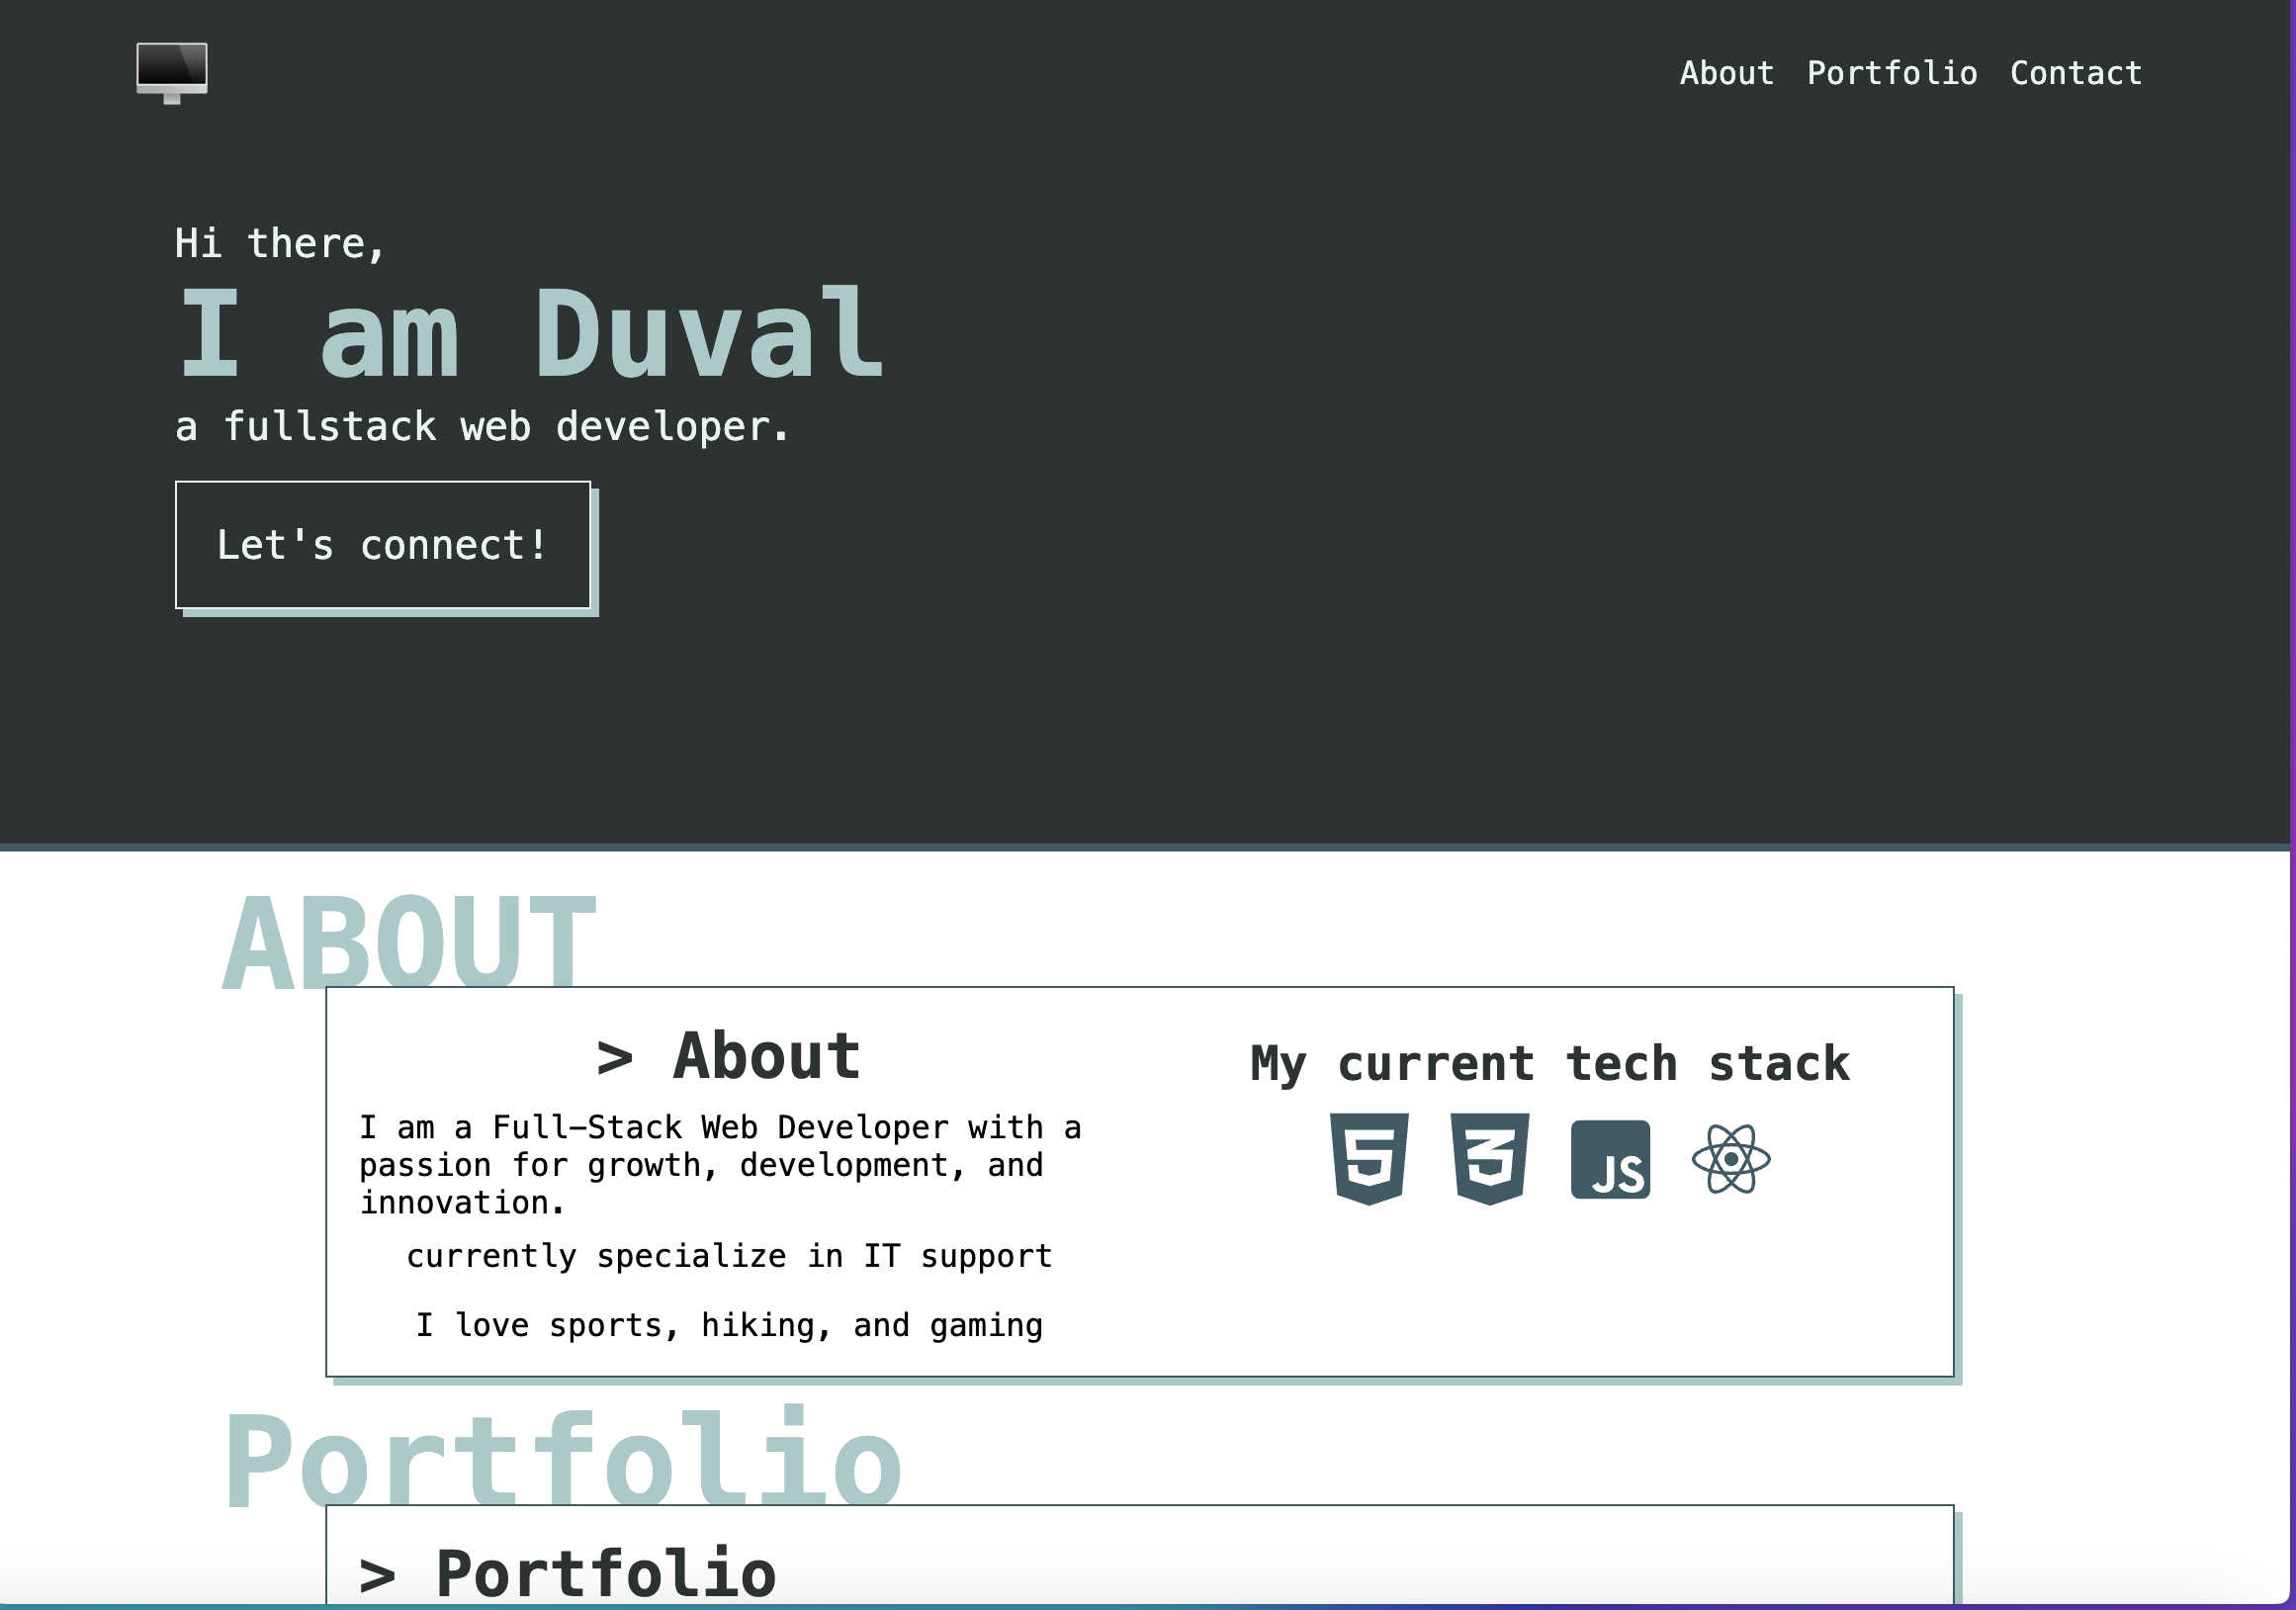 About Portfolio Contact
Hi there,
I am Duval
a fullstack web developer.
Let's connect!
ABOUT
> About
I am a Full-Stack Web Developer with a
passion for growth, development, and
innovation.
currently specialize in IT support
I love sports, hiking, and gaming
My current tech stack
5 3 JS
Portfolio
> Portfolio